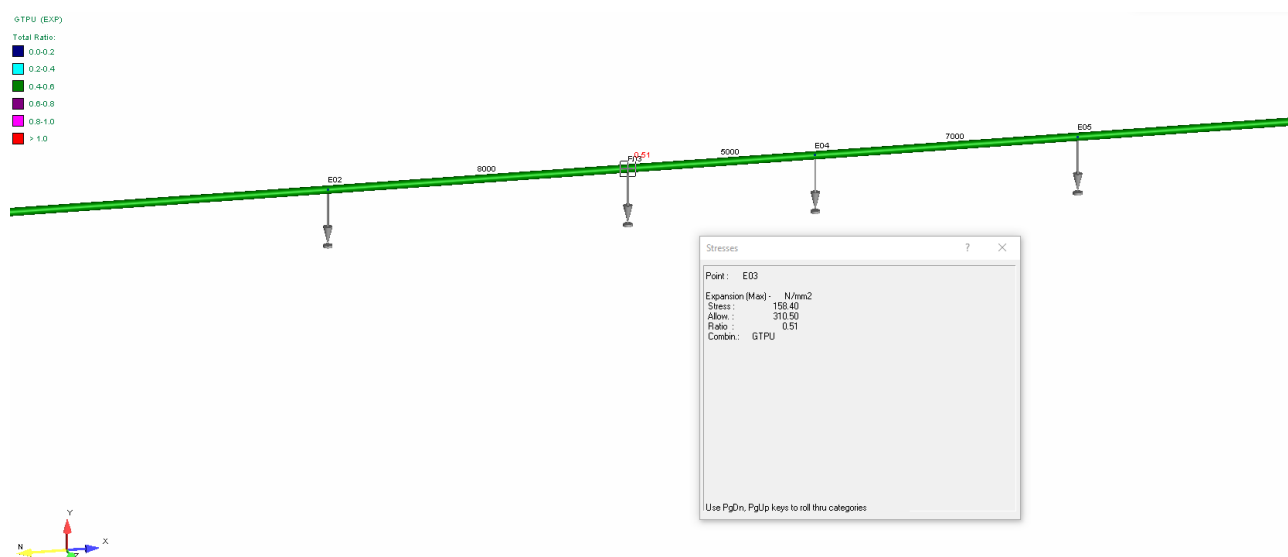 GTPU (EXP)
Total Ratio:
0.0-0.2
0.2-0.4
0.4-0.6
0.6-0.8
0.8-1.0
> 1.0
E02
8000
0.51
5000
E04
7000
E05
Stresses
? ×
Point : E03
Expansion (Max) - N/mm2
Stress : 158.40
Allow. : 310.50
Ratio : 0.51
Combin.: GTPU
Use PgDn, PgUp keys to roll thru categories
Y
X
Z
N